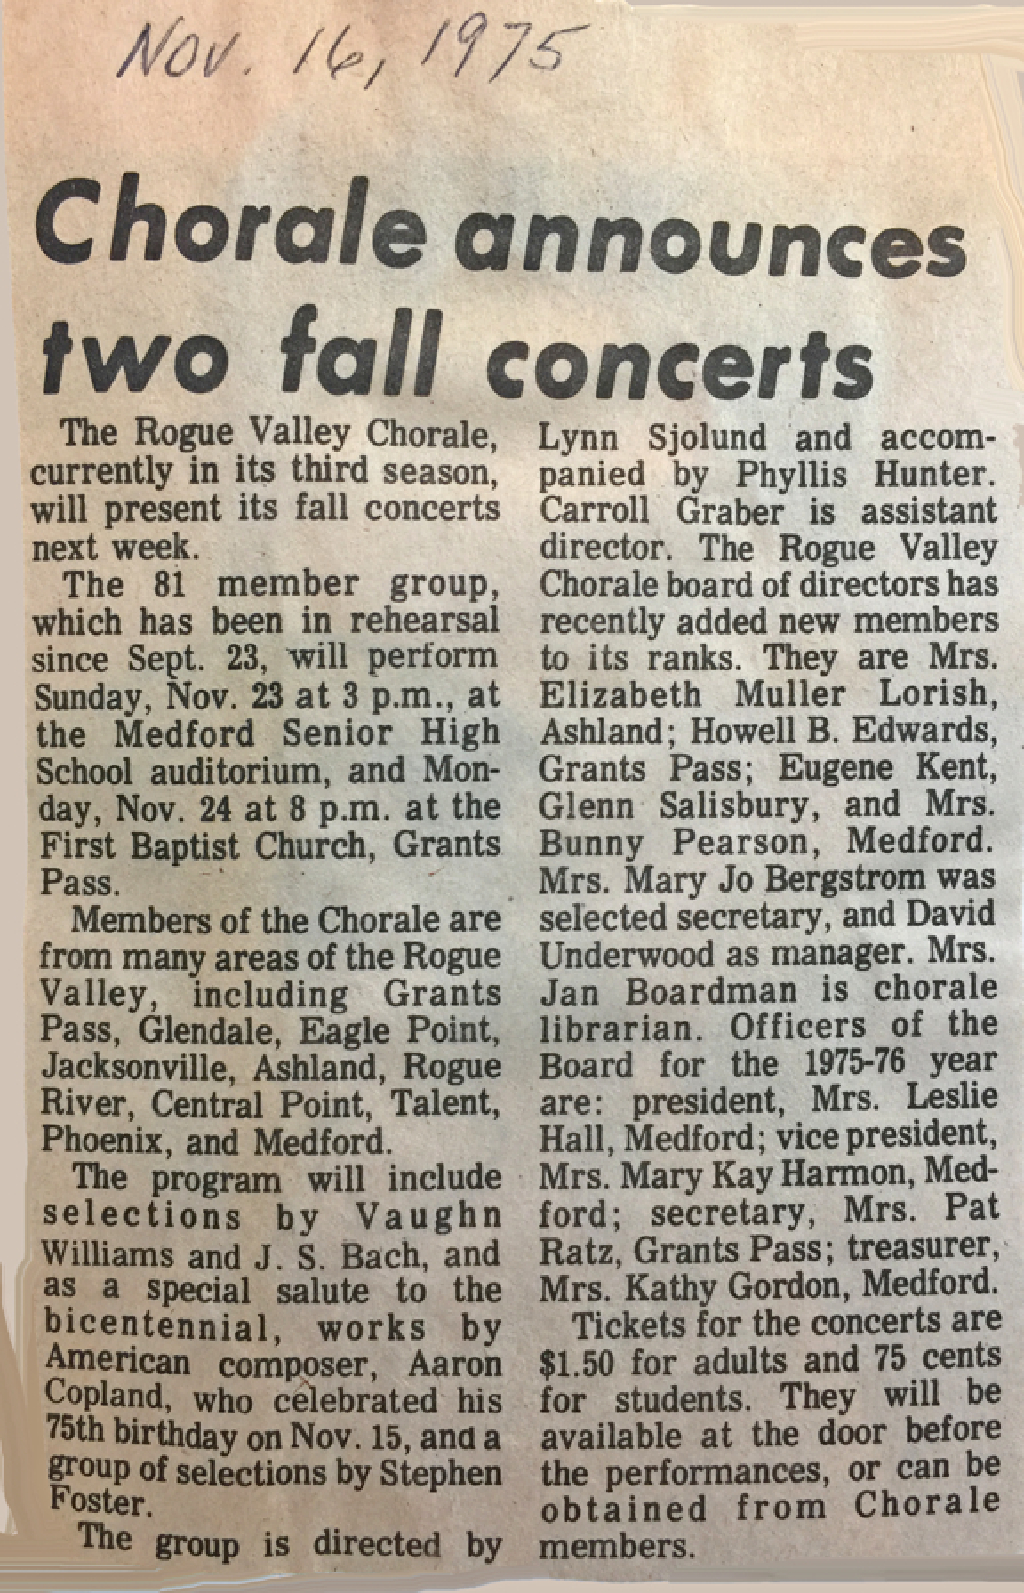 Nov. 16, 1975
Chorale announces
two fall concerts
The Rogue Valley Chorale,
currently in its third season,
will present its fall concerts
next week.
The 81 member group,
which has been in rehearsal
since Sept. 23, will perform
Sunday, Nov. 23 at 3 p.m., at
the Medford Senior High
School auditorium, and Mon-
day, Nov. 24 at 8 p.m. at the
First Baptist Church, Grants
Pass.
Members of the Chorale are
from many areas of the Rogue
Valley, including Grants
Pass, Glendale, Eagle Point,
Jacksonville, Ashland, Rogue
River, Central Point, Talent,
Phoenix, and Medford.
The program will include
selections by Vaughn
Williams and J. S. Bach, and
as a special salute to the
bicentennial, works by
American composer, Aaron
Copland, who celebrated his
75th birthday on Nov. 15, and a
group of selections by Stephen
Foster.
The group is directed by
Lynn Sjolund and accom-
panied by Phyllis Hunter.
Carroll Graber is assistant
director. The Rogue Valley
Chorale board of directors has
recently added new members
to its ranks. They are Mrs.
Elizabeth Muller Lorish,
Ashland; Howell B. Edwards,
Grants Pass; Eugene Kent,
Glenn Salisbury, and Mrs.
Bunny Pearson, Medford.
Mrs. Mary Jo Bergstrom was
selected secretary, and David
Underwood as manager. Mrs.
Jan Boardman is chorale
librarian. Officers of the
Board for the 1975-76 year
are: president, Mrs. Leslie
Hall, Medford; vice president,
Mrs. Mary Kay Harmon, Med-
ford; secretary, Mrs. Pat
Ratz, Grants Pass; treasurer,
Mrs. Kathy Gordon, Medford.
Tickets for the concerts are
$1.50 for adults and 75 cents
for students. They will be
available at the door before
the performances, or can be
obtained from Chorale
members.